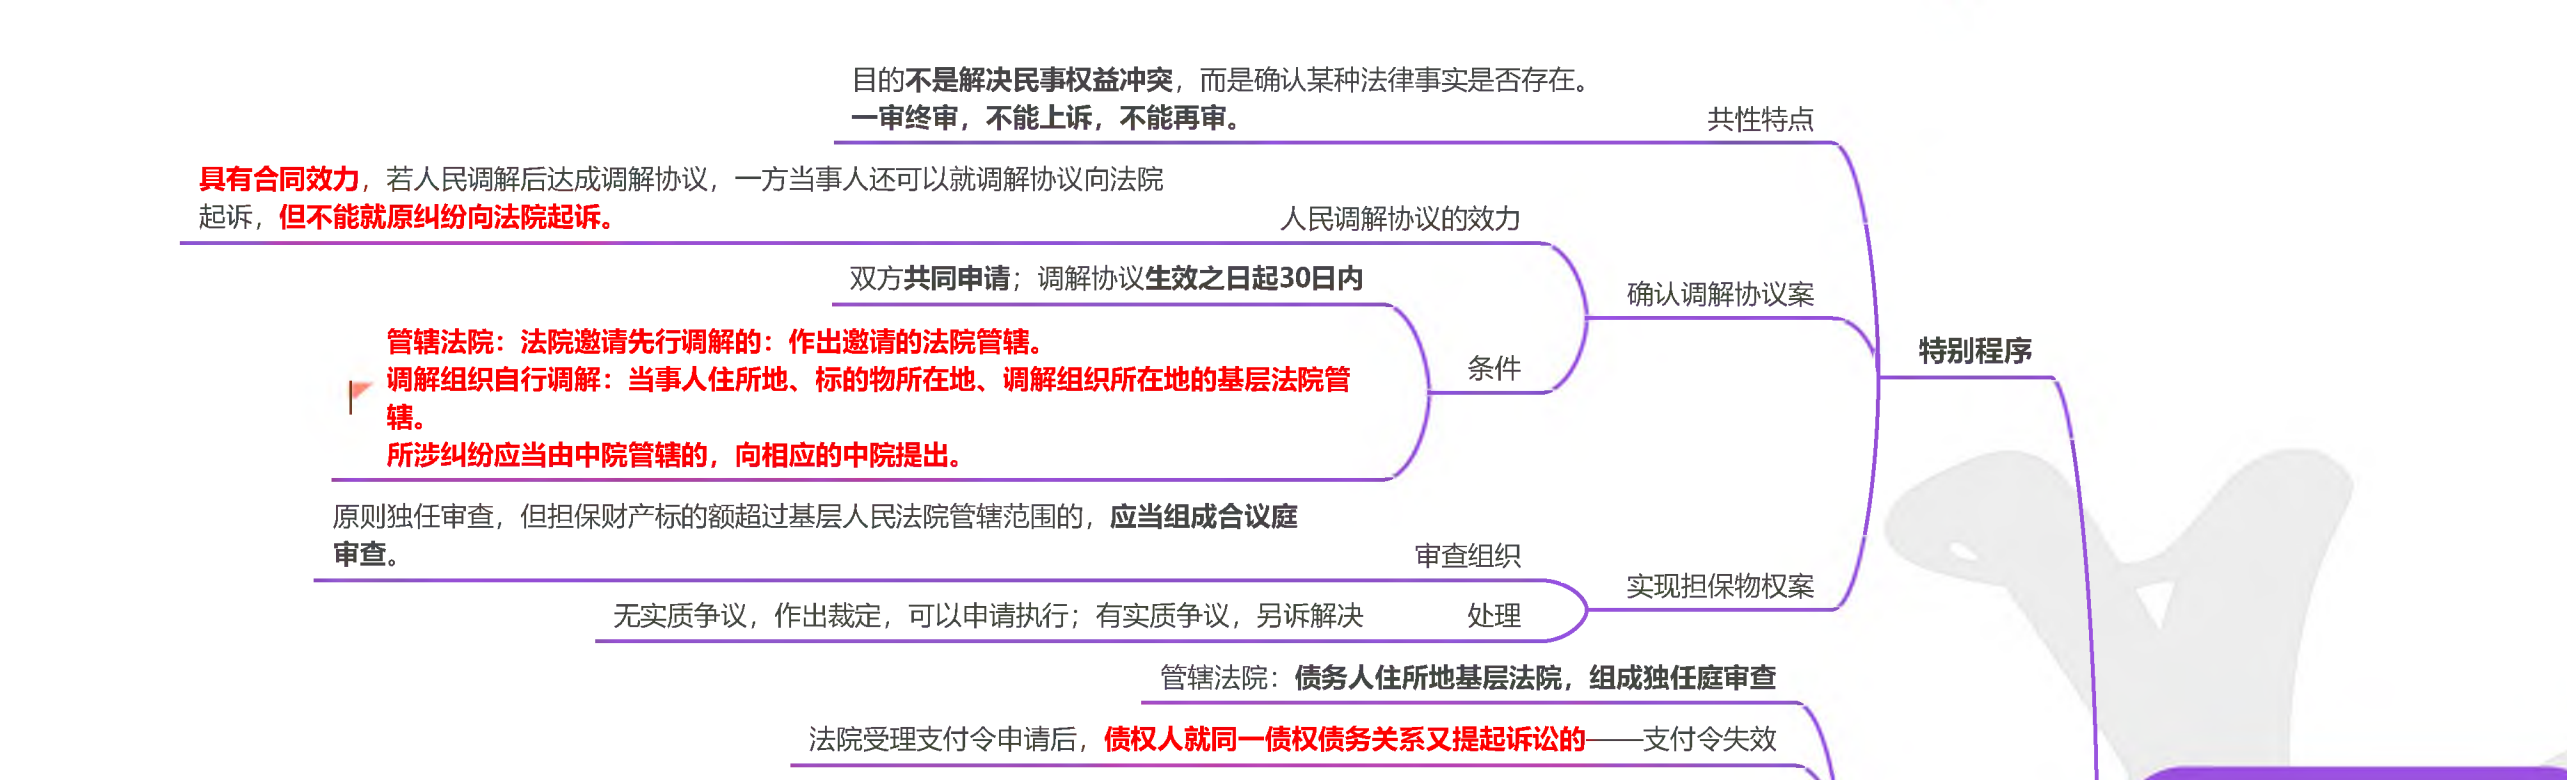 目的不是解决民事权益冲突，而是确认某种法律事实是否存在。
一审终审，不能上诉，不能再审。
共性特点
具有合同效力，若人民调解后达成调解协议，一方当事人还可以就调解协议向法院
起诉，但不能就原纠纷向法院起诉。
人民调解协议的效力
双方共同申请；调解协议生效之日起30日内
确认调解协议案
管辖法院：法院邀请先行调解的：作出邀请的法院管辖。
调解组织自行调解：当事人住所地、标的物所在地、调解组织所在地的基层法院管
辖。
所涉纠纷应当由中院管辖的，向相应的中院提出。
条件
特别程序
原则独任审查，但担保财产标的额超过基层人民法院管辖范围的，应当组成合议庭
审查。
审查组织
实现担保物权案
无实质争议，作出裁定，可以申请执行；有实质争议，另诉解决
处理
管辖法院：债务人住所地基层法院，组成独任庭审查
法院受理支付令申请后，债权人就同一债权债务关系又提起诉讼的——支付令失效